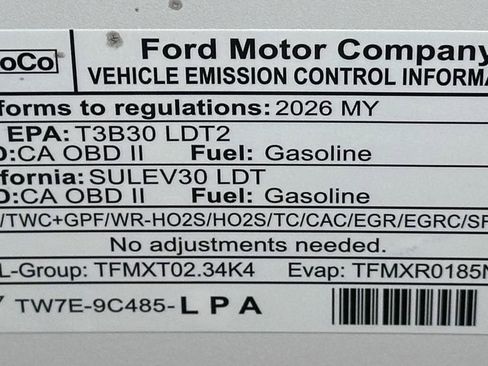 oCo
Ford Motor Company
VEHICLE EMISSION CONTROL INFORMA
forms to regulations: 2026 MY
EPA: T3B30 LDT2
D:CA OBD II Fuel: Gasoline
ifornia: SULEV30 LDT
D:CA OBD II Fuel: Gasoline
/TWC+GPF/WR-HO2S/HO2S/TC/CAC/EGR/EGRC/SF
No adjustments needed.
L-Group: TFMXT02.34K4 Evap: TFMXR0185N
TW7E-9C485-L P A